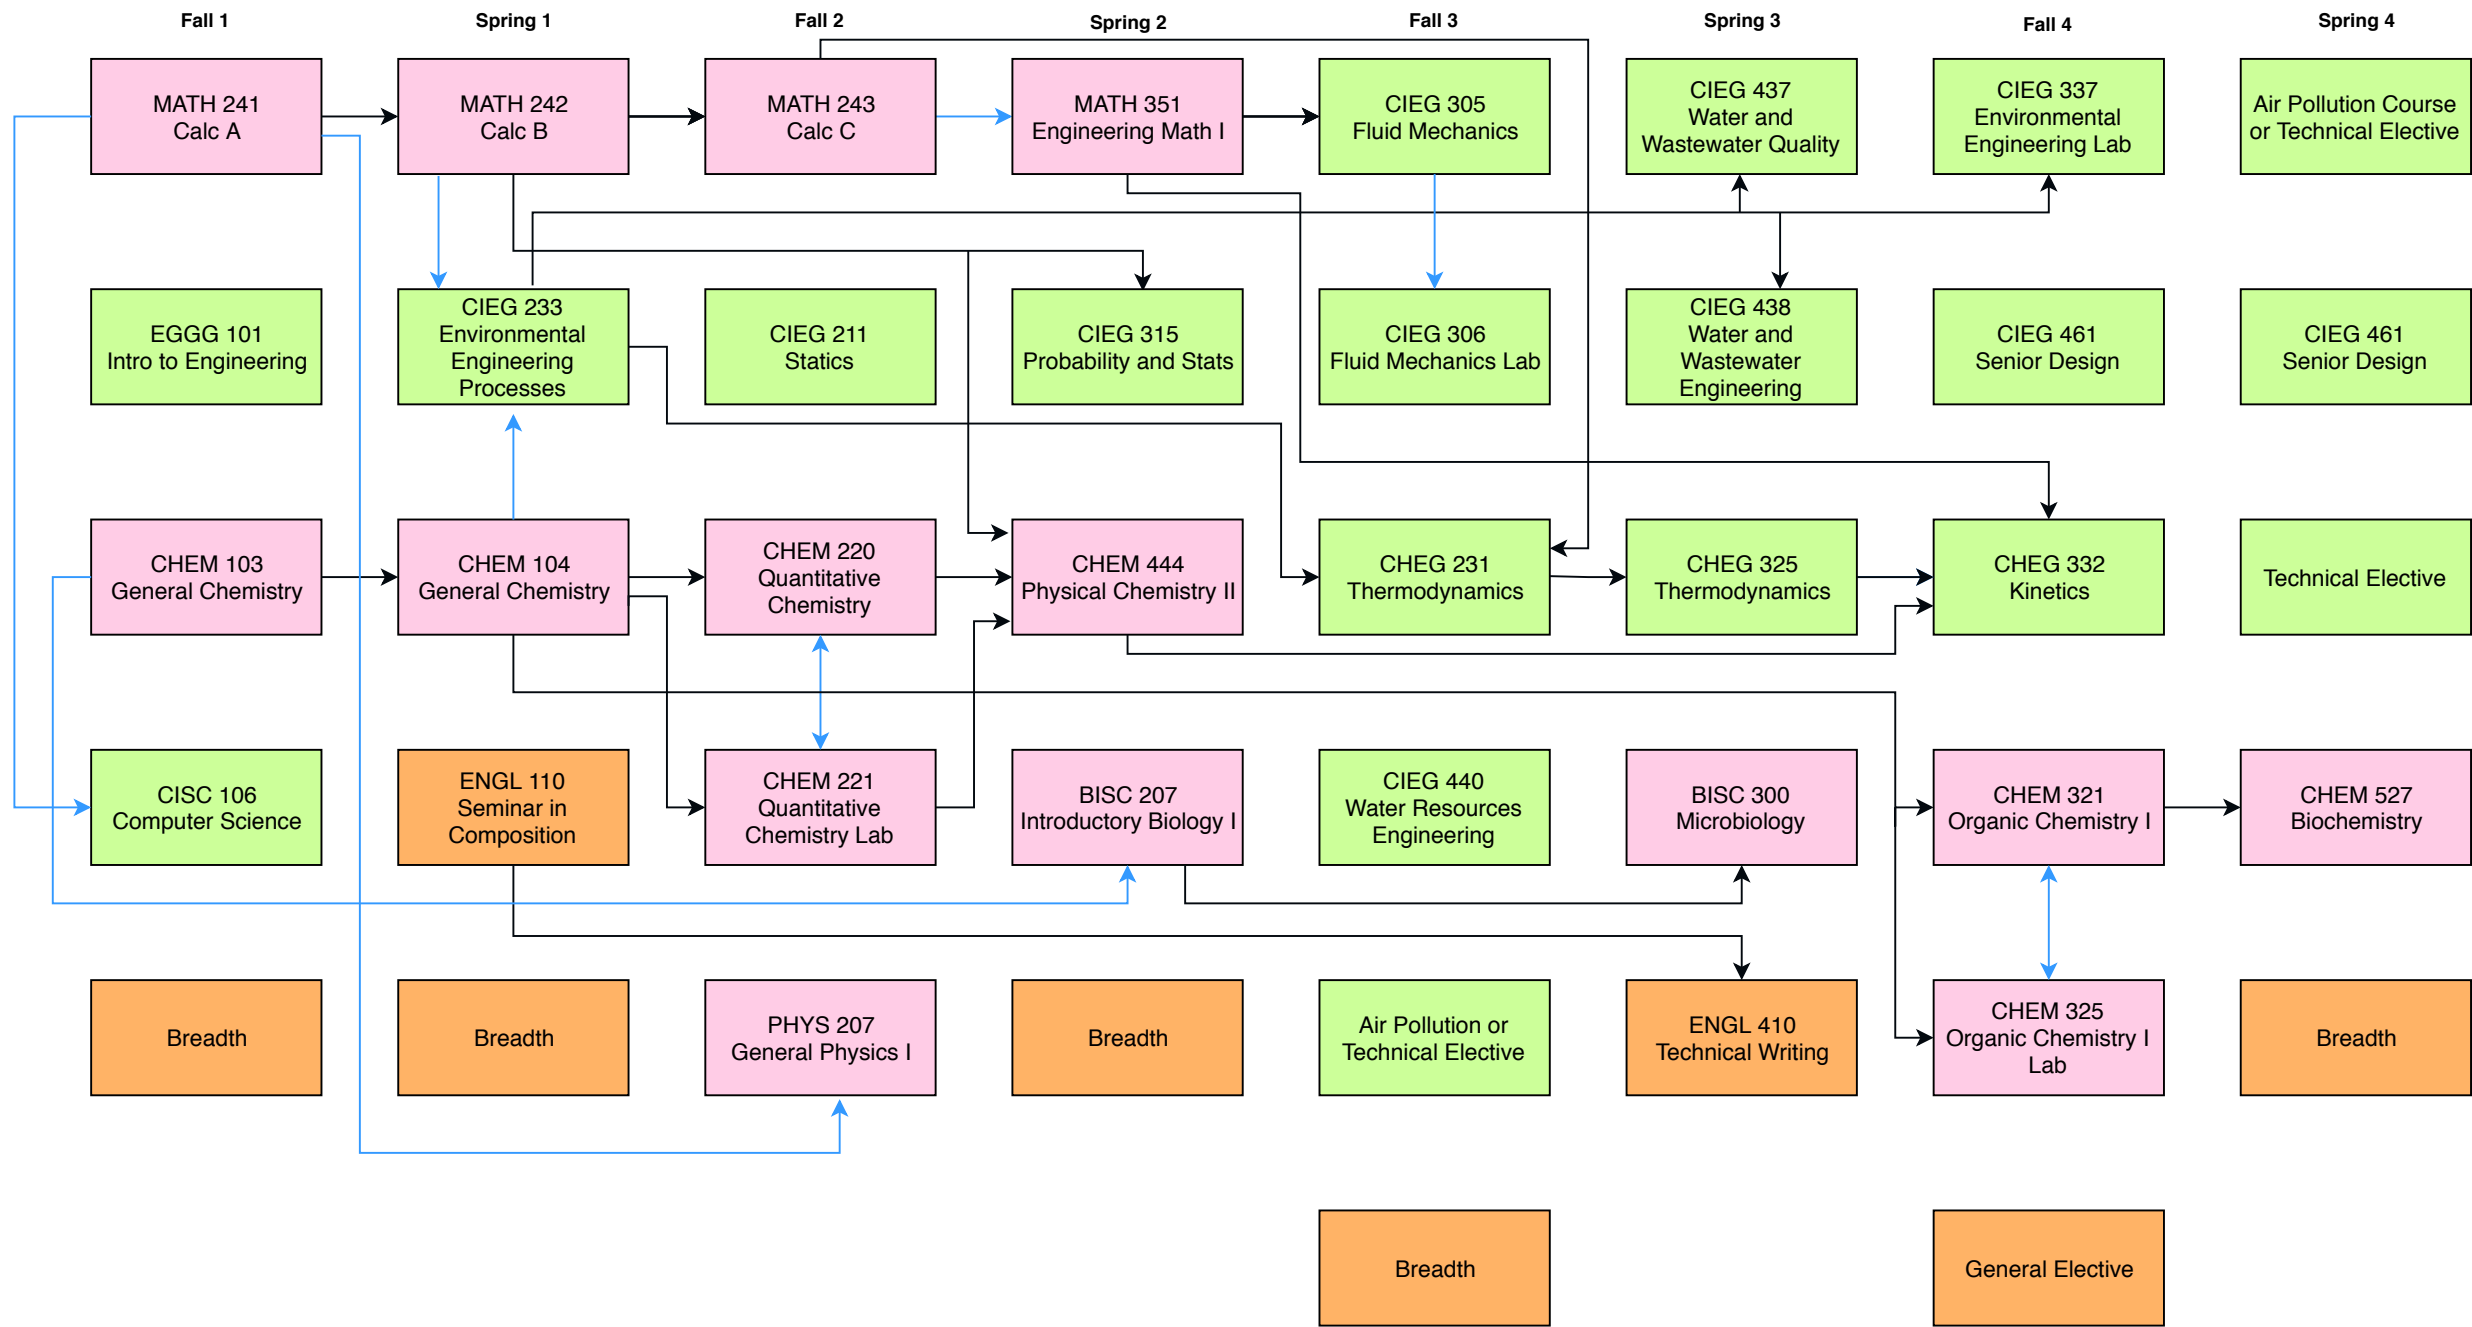 Fall 1
Spring 1
Fall 2
Spring 2
Fall 3
Spring 3
Fall 4
Spring 4
MATH 241
Calc A
MATH 242
Calc B
MATH 243
Calc C
MATH 351
Engineering Math I
CIEG 305
Fluid Mechanics
CIEG 437
Water and
Wastewater Quality
CIEG 337
Environmental
Engineering Lab
Air Pollution Course
or Technical Elective
EGGG 101
Intro to Engineering
CIEG 233
Environmental
Engineering
Processes
CIEG 211
Statics
CIEG 315
Probability and Stats
CIEG 306
Fluid Mechanics Lab
CIEG 438
Water and
Wastewater
Engineering
CIEG 461
Senior Design
CIEG 461
Senior Design
CHEM 103
General Chemistry
CHEM 104
General Chemistry
CHEM 220
Quantitative
Chemistry
CHEM 444
Physical Chemistry II
CHEG 231
Thermodynamics
CHEG 325
Thermodynamics
CHEG 332
Kinetics
Technical Elective
CISC 106
Computer Science
ENGL 110
Seminar in
Composition
CHEM 221
Quantitative
Chemistry Lab
BISC 207
Introductory Biology I
CIEG 440
Water Resources
Engineering
BISC 300
Microbiology
CHEM 321
Organic Chemistry I
CHEM 527
Biochemistry
Breadth
Breadth
PHYS 207
General Physics I
Breadth
Air Pollution or
Technical Elective
ENGL 410
Technical Writing
CHEM 325
Organic Chemistry I
Lab
Breadth
Breadth
General Elective